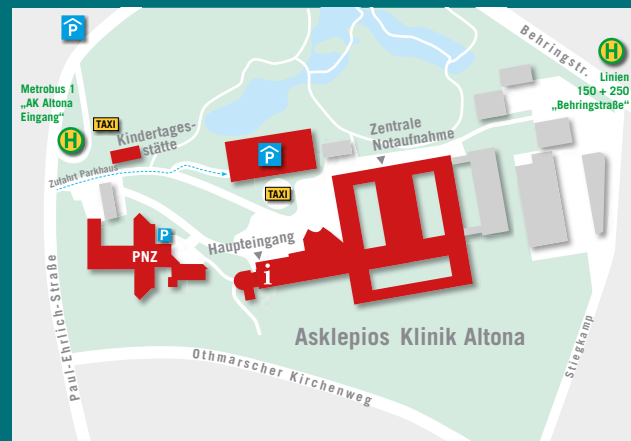 P
Behringstr.
H
Linien
150 + 250
„Behringstraße“
Metrobus 1
„AK Altona
Eingang“
H
TAXI
Kindertages-
stätte
Zentrale
Notaufnahme
P
Zufahrt Parkhaus
TAXI
P
PNZ
Haupteingang
i
Asklepios Klinik Altona
Paul-Ehrlich-Straße
Othmarscher Kirchenweg
Stiegkamp